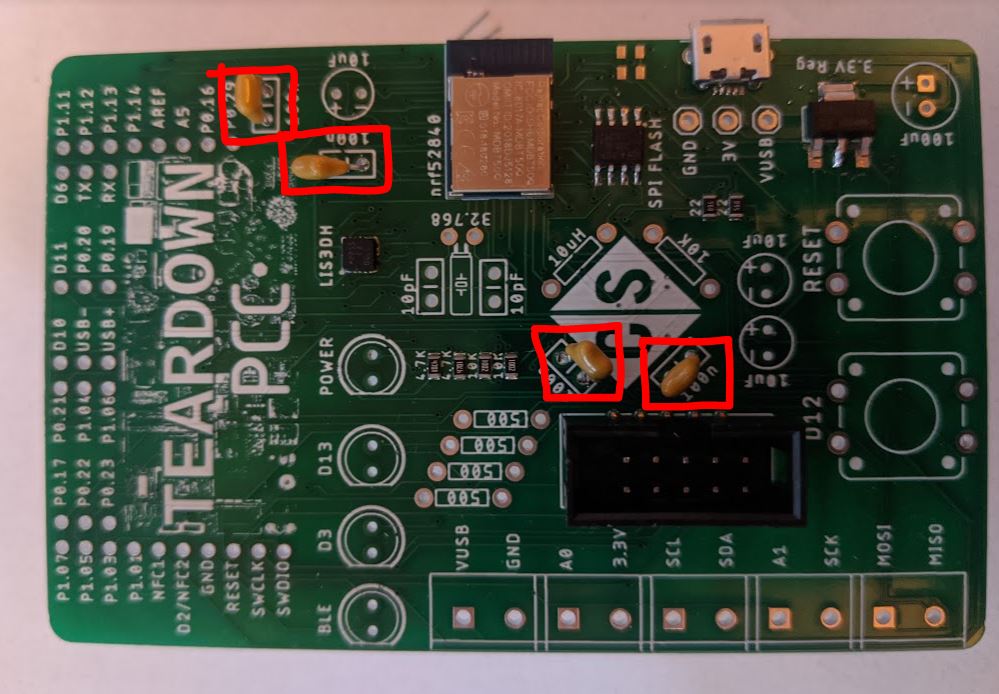 P1.11
P1.12
P1.13
P1.14
AREF
A5
P0.16
P0.29
10uF
100n
100n
nrf52840
SPI FLASH
GND
3V
VUSB
3.3V Reg
100uF
D6
TX
RX
D11
P0.20
P0.19
D10
USB-
USB+
P0.21
P1.04
P1.06
P0.17
P0.22
P0.23
P1.07
P1.05
P1.03
P1.01
NFC1
D2/NFC2
GND
RESET
SWCLK
SWDIO
TEARDOWN
PCC.
LIS3DH
32.768
10pF
10pF
22
22
10uH
10K
10uF
10uF
RESET
D12
POWER
4.7K
4.7K
10K
10K
D13
D3
BLE
500
500
500
500
100n
100n
VUSB
GND
A0
3.3V
SCL
SDA
A1
SCK
MOSI
MISO